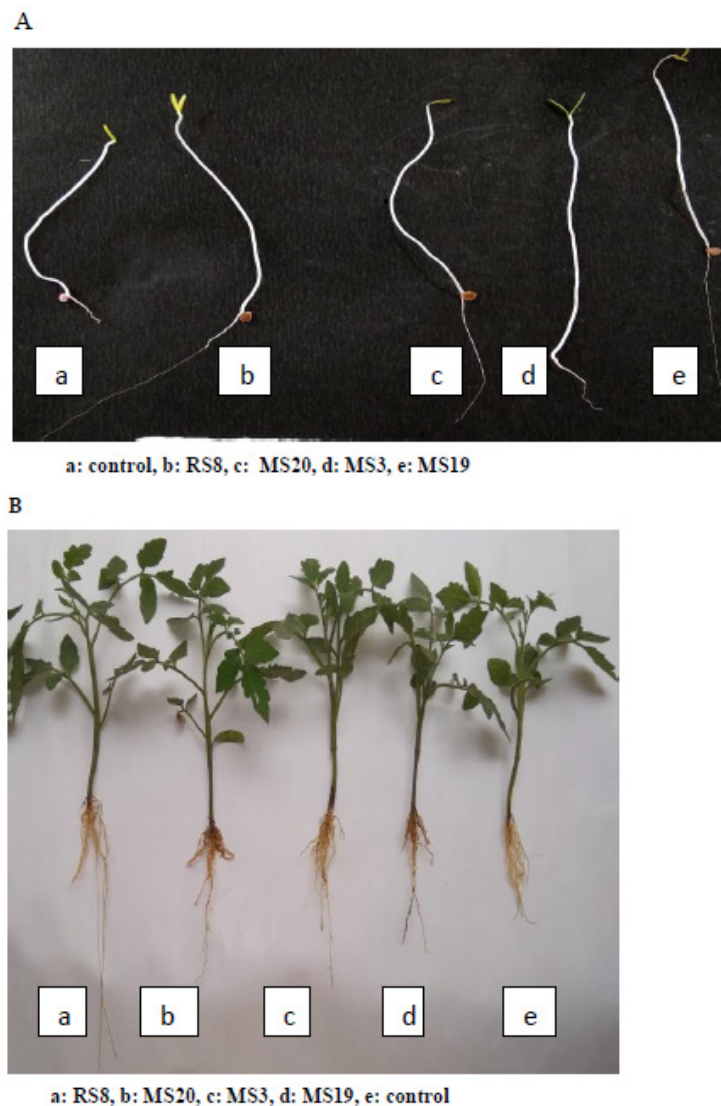 A
a
b
c
d
e
a: control, b: RS8, c: MS20, d: MS3, e: MS19
B
a
b
c
d
e
a: RS8, b: MS20, c: MS3, d: MS19, e: control